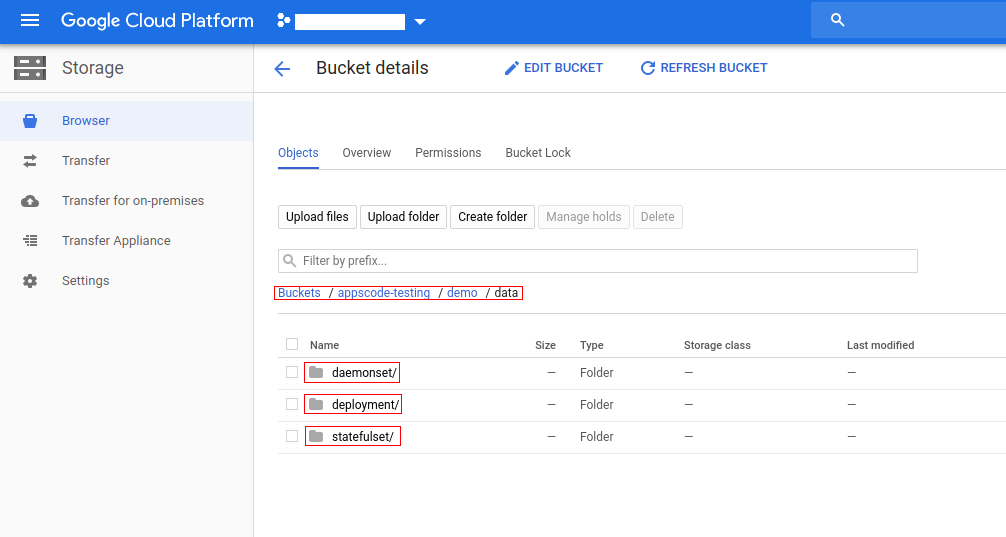 Google Cloud Platform
Storage
Bucket details EDIT BUCKET REFRESH BUCKET
Browser
Transfer
Transfer for on-premises
Transfer Appliance
Settings
Objects Overview Permissions Bucket Lock
Upload files Upload folder Create folder Manage holds Delete
Filter by prefix...
Buckets / appscode-testing / demo / data
Name Size Type Storage class Last modified
daemonset/ — Folder — —
deployment/ — Folder — —
statefulset/ — Folder — —